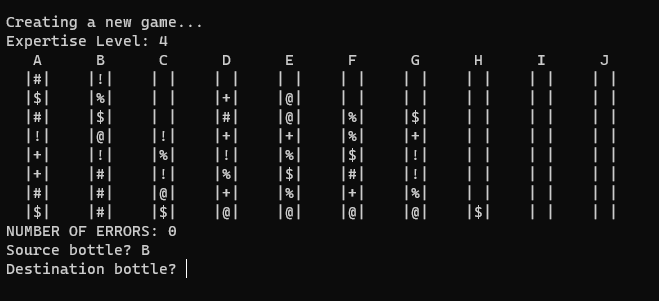 Creating a new game...
Expertise Level: 4
   A      B      C      D      E      F      G      H      I      J
  |#|    |!|    | |    | |    | |    | |    | |    | |    | |    | |
  |$|    |%|    | |    |+|    |@|    | |    | |    | |    | |    | |
  |#|    |$|    | |    |#|    |@|    |%|    |$|    | |    | |    | |
  |!|    |@|    |!|    |+|    |+|    |%|    |+|    | |    | |    | |
  |+|    |!|    |%|    |!|    |%|    |$|    |!|    | |    | |    | |
  |+|    |#|    |!|    |%|    |$|    |#|    |!|    | |    | |    | |
  |#|    |#|    |@|    |+|    |%|    |+|    |%|    | |    | |    | |
  |$|    |#|    |$|    |@|    |@|    |@|    |@|    |$|    | |    | |
NUMBER OF ERRORS: 0
Source bottle? B
Destination bottle?